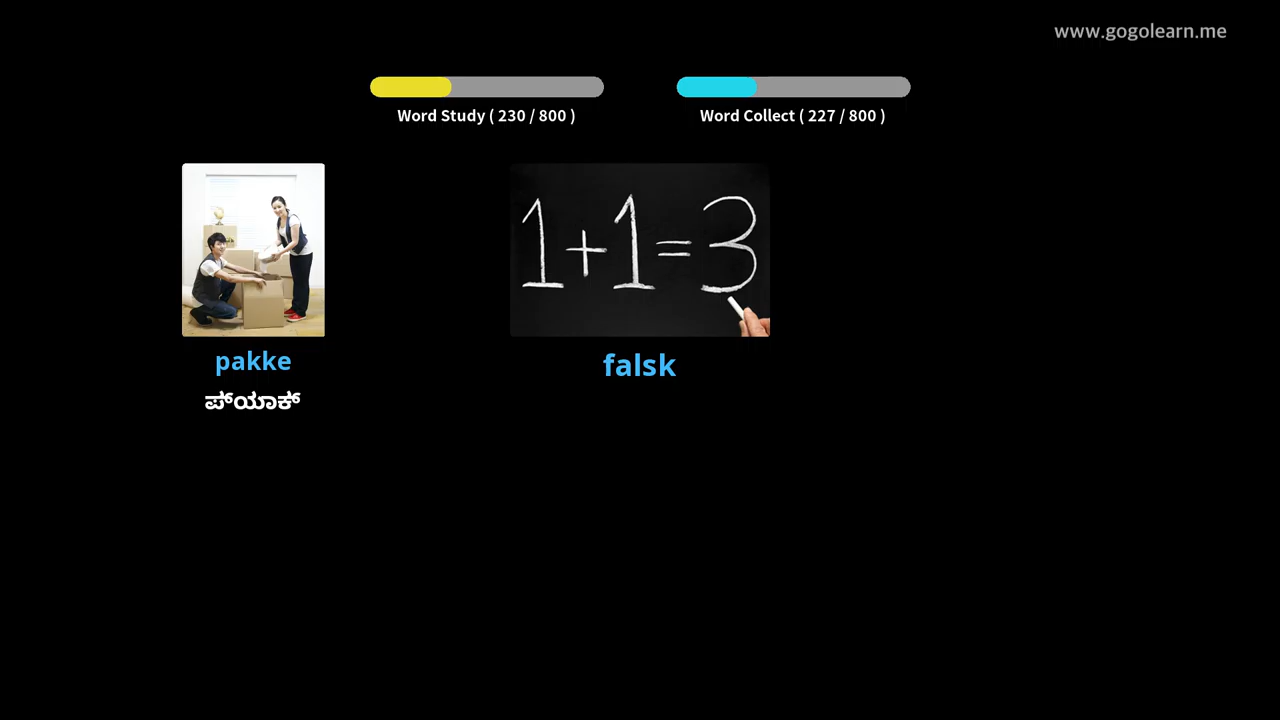 www.gogolearn.me
Word Study ( 230 / 800 )
Word Collect ( 227 / 800 )
1+1=3
pakke
falsk
ಪ್ಯಾಕ್